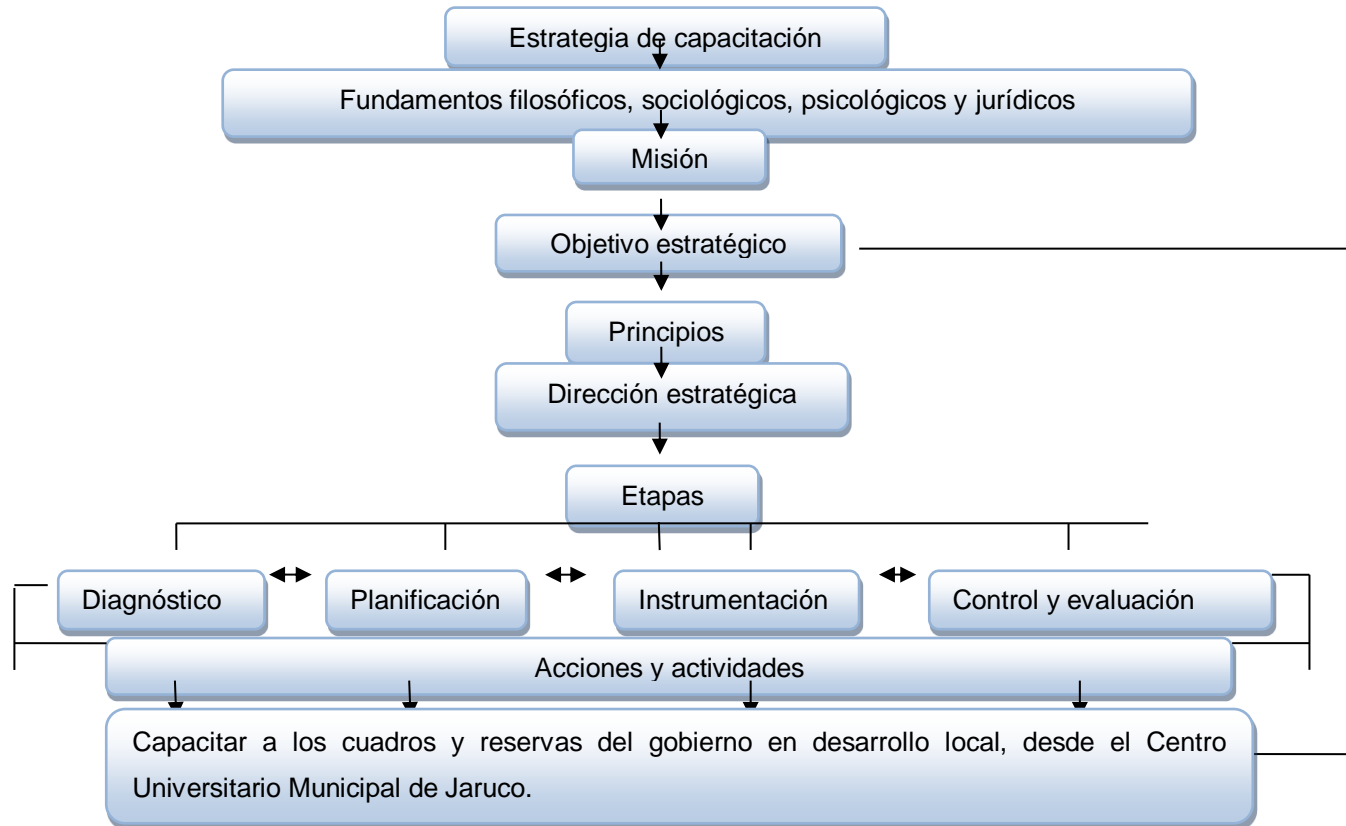 Estrategia de capacitación
Fundamentos filosóficos, sociológicos, psicológicos y jurídicos
Misión
Objetivo estratégico
Principios
Dirección estratégica
Etapas
Diagnóstico
Planificación
Instrumentación
Control y evaluación
Acciones y actividades
Capacitar a los cuadros y reservas del gobierno en desarrollo local, desde el Centro
Universitario Municipal de Jaruco.